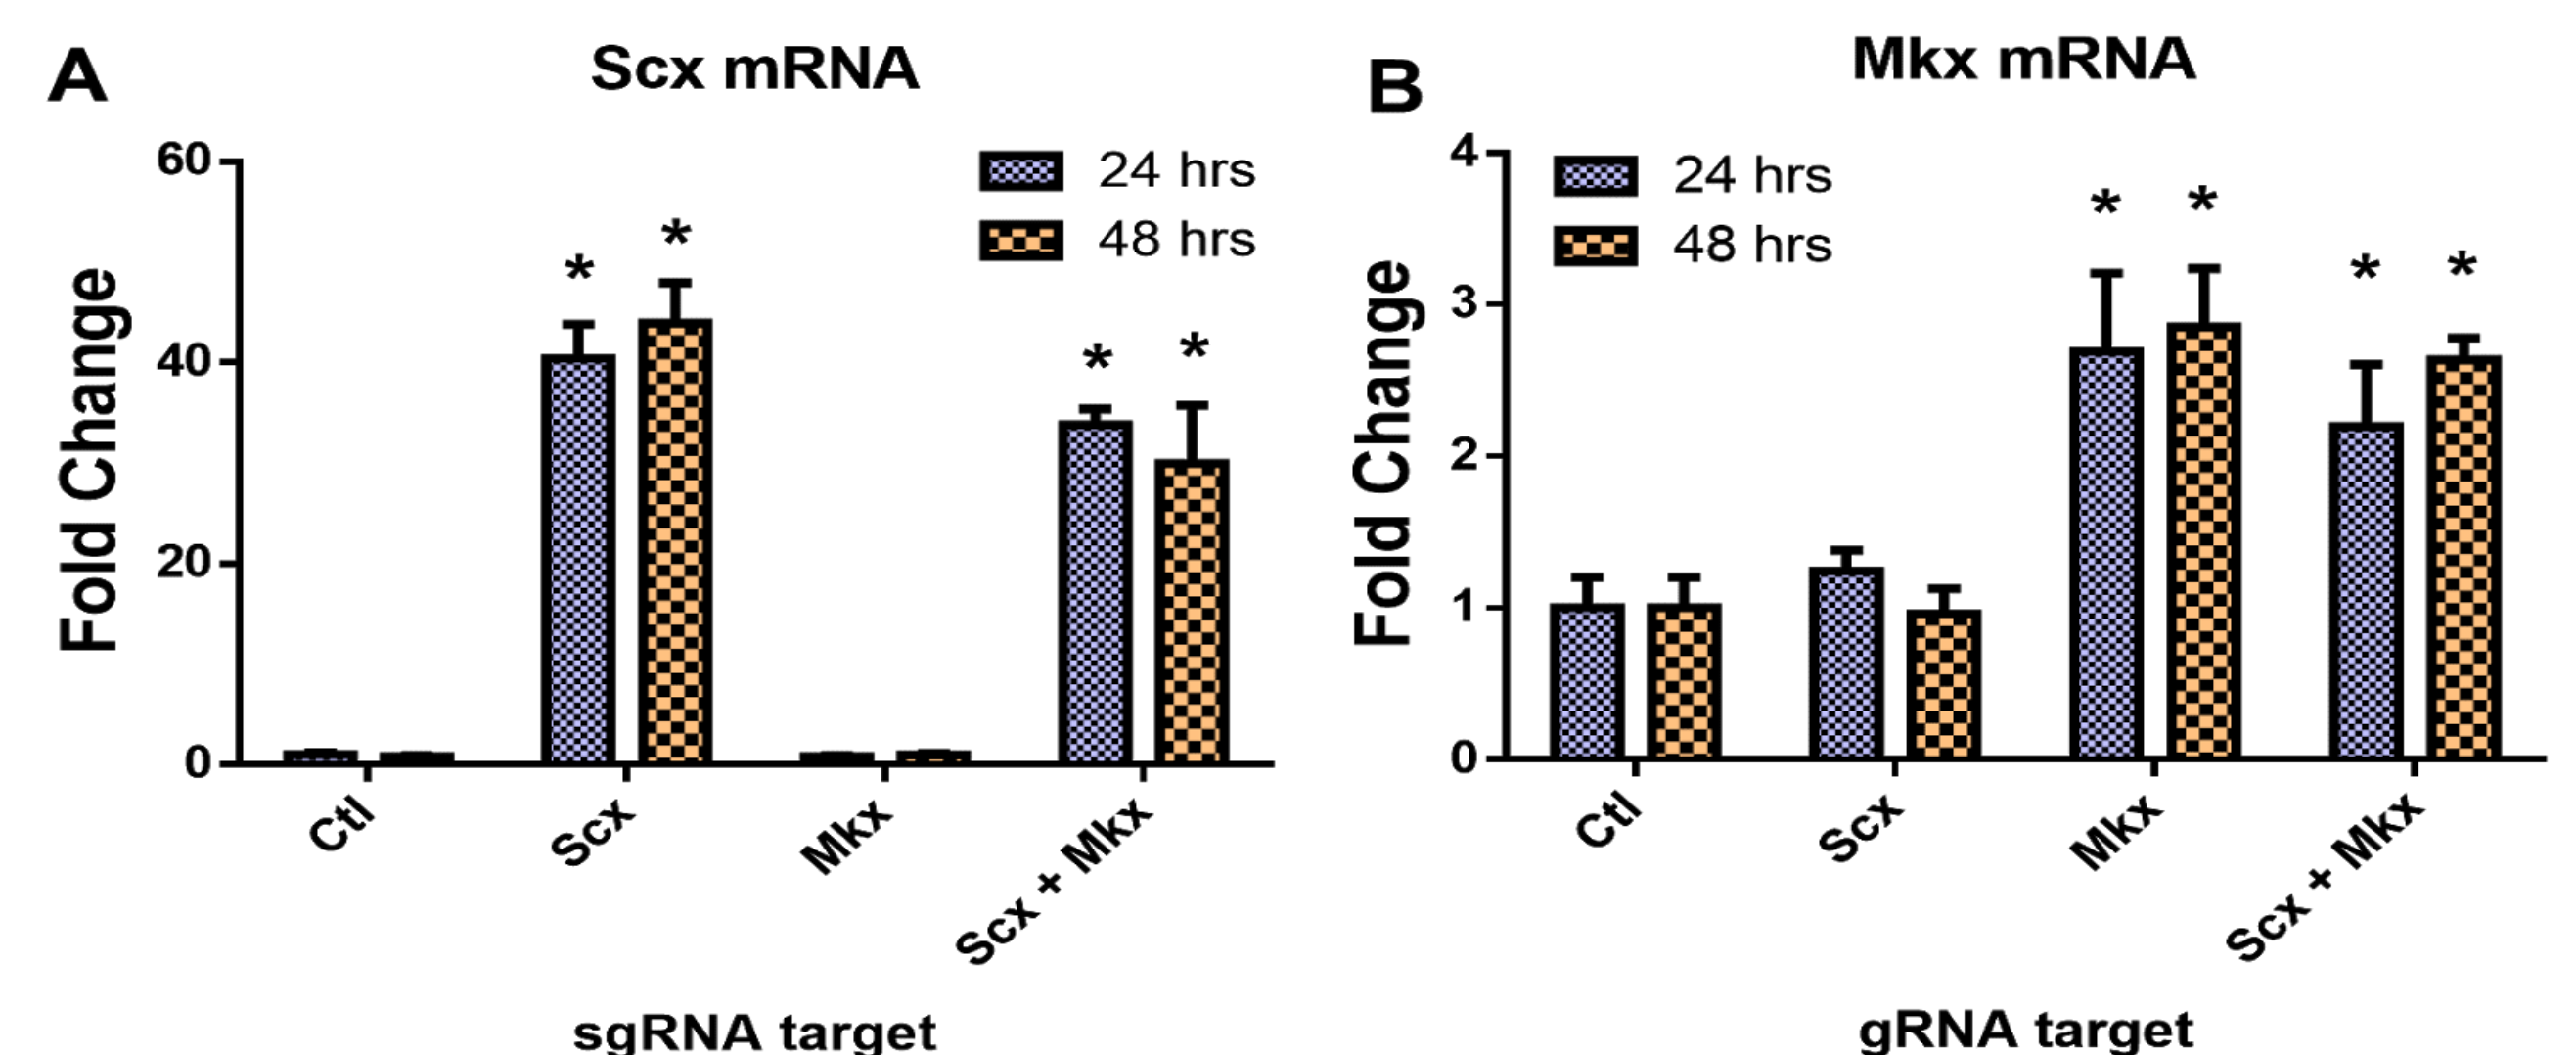 A
Scx mRNA
60
40
20
0
Fold Change
24 hrs
48 hrs
*
*
*
*
Ctl
Scx
Mkx
Scx + Mkx
sgRNA target
B
Mkx mRNA
4
3
2
1
0
Fold Change
24 hrs
48 hrs
*
*
*
*
Ctl
Scx
Mkx
Scx + Mkx
gRNA target